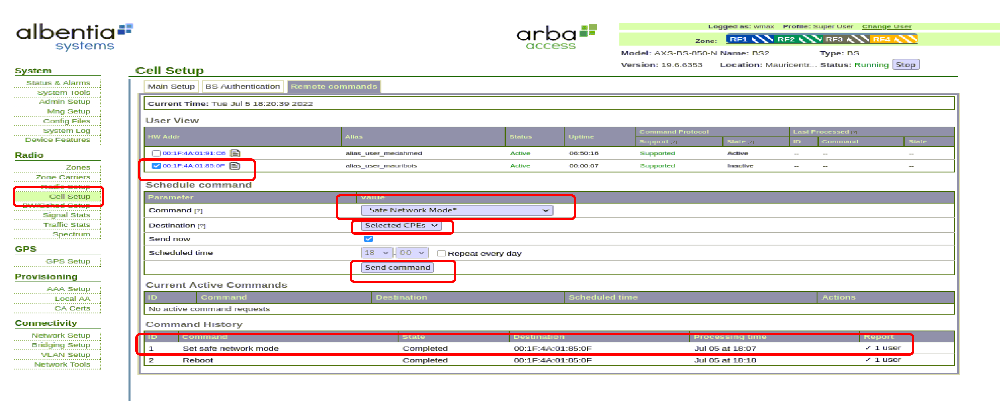 albentia
systems
arba
access
Logged as: wmax Profile: Super User Change User
Zone: RF1 RF2 RF3 RF4
Model: AXS-BS-850-N Name: BS2 Type: BS
Version: 19.6.6353 Location: Mauricentr... Status: Running Stop
System
Status & Alarms
System Tools
Admin Setup
Mng Setup
Config Files
System Log
Device Features
Radio
Zones
Zone Carriers
Radio Setup
Cell Setup
BW/Sched Setup
Signal Stats
Traffic Stats
Spectrum
GPS
GPS Setup
Provisioning
AAA Setup
Local AA
CA Certs
Connectivity
Network Setup
Bridging Setup
VLAN Setup
Network Tools
Cell Setup
Main Setup BS Authentication Remote commands
Current Time: Tue Jul 5 18:20:39 2022
User View
HW Addr Alias Status Uptime Command Protocol Last Processed [?]
Support [?] State [?] ID Command State
00:1F:4A:01:91:C6 alias_user_medahmed Active 06:50:16 Supported Active -- -- --
00:1F:4A:01:85:0F alias_user_mauribois Active 00:00:07 Supported Inactive -- -- --
Schedule command
Parameter Value
Command [?] Safe Network Mode*
Destination [?] Selected CPEs
Send now
Scheduled time 18 : 00 Repeat every day
Send command
Current Active Commands
ID Command Destination Scheduled time Actions
No active command requests
Command History
ID Command State Destination Processing time Report
1 Set safe network mode Completed 00:1F:4A:01:85:0F Jul 05 at 18:07 ✓ 1 user
2 Reboot Completed 00:1F:4A:01:85:0F Jul 05 at 18:18 ✓ 1 user